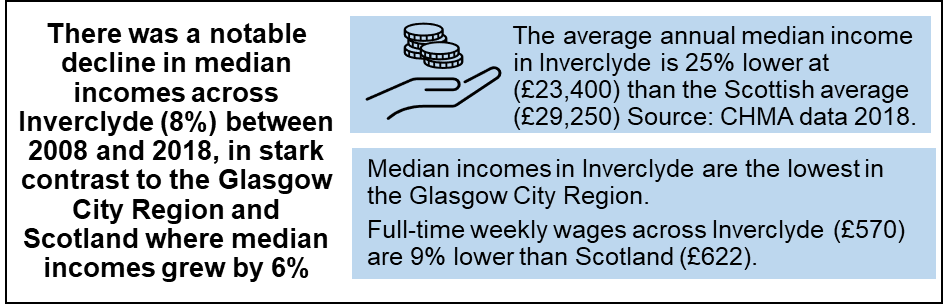 There was a notable
decline in median
incomes across
Inverclyde (8%) between
2008 and 2018, in stark
contrast to the Glasgow
City Region and
Scotland where median
incomes grew by 6%
The average annual median income
in Inverclyde is 25% lower at
(£23,400) than the Scottish average
(£29,250) Source: CHMA data 2018.
Median incomes in Inverclyde are the lowest in
the Glasgow City Region.
Full-time weekly wages across Inverclyde (£570)
are 9% lower than Scotland (£622).